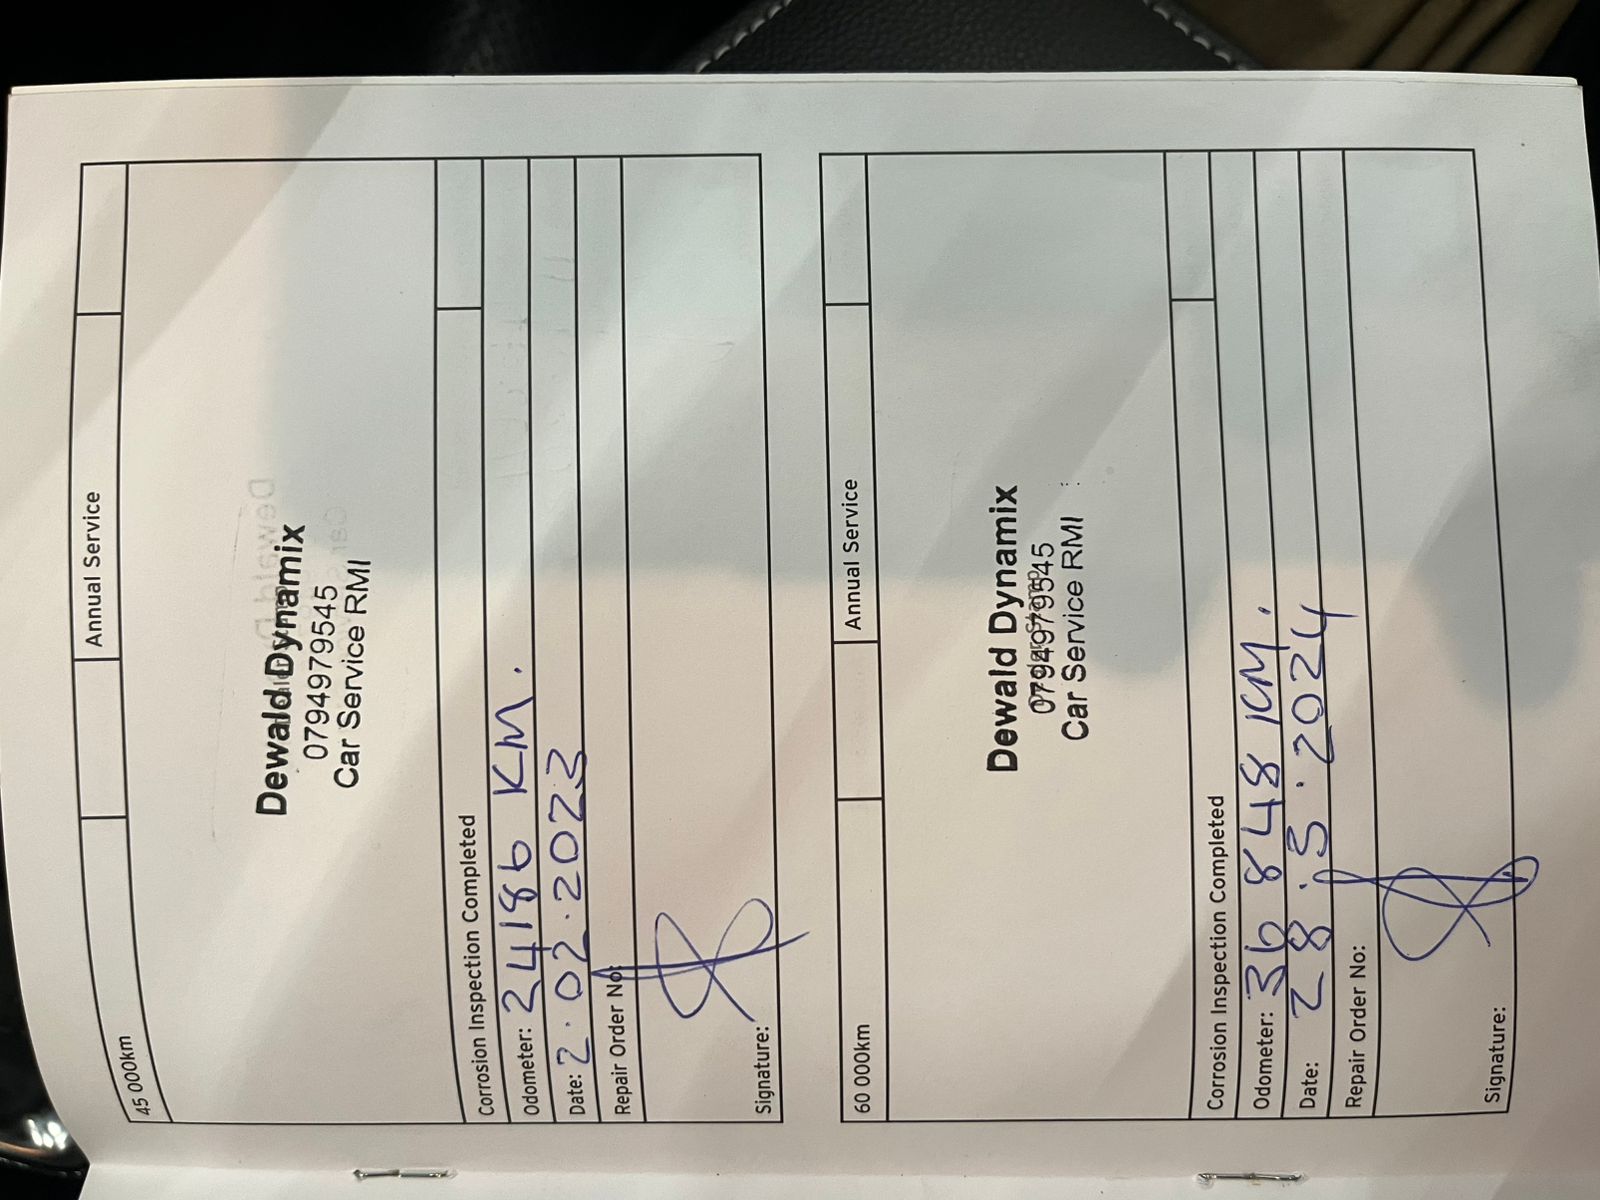 45 000km
Annual Service
Dewald Dynamix
0794979545
Car Service RMI
Corrosion Inspection Completed
Odometer: 24186 KM.
Date: 2.02.2023
Repair Order No:
Signature:
60 000km
Annual Service
Dewald Dynamix
0794979545
Car Service RMI
Corrosion Inspection Completed
Odometer: 36 848 KM.
Date: 28.5.2024
Repair Order No:
Signature: